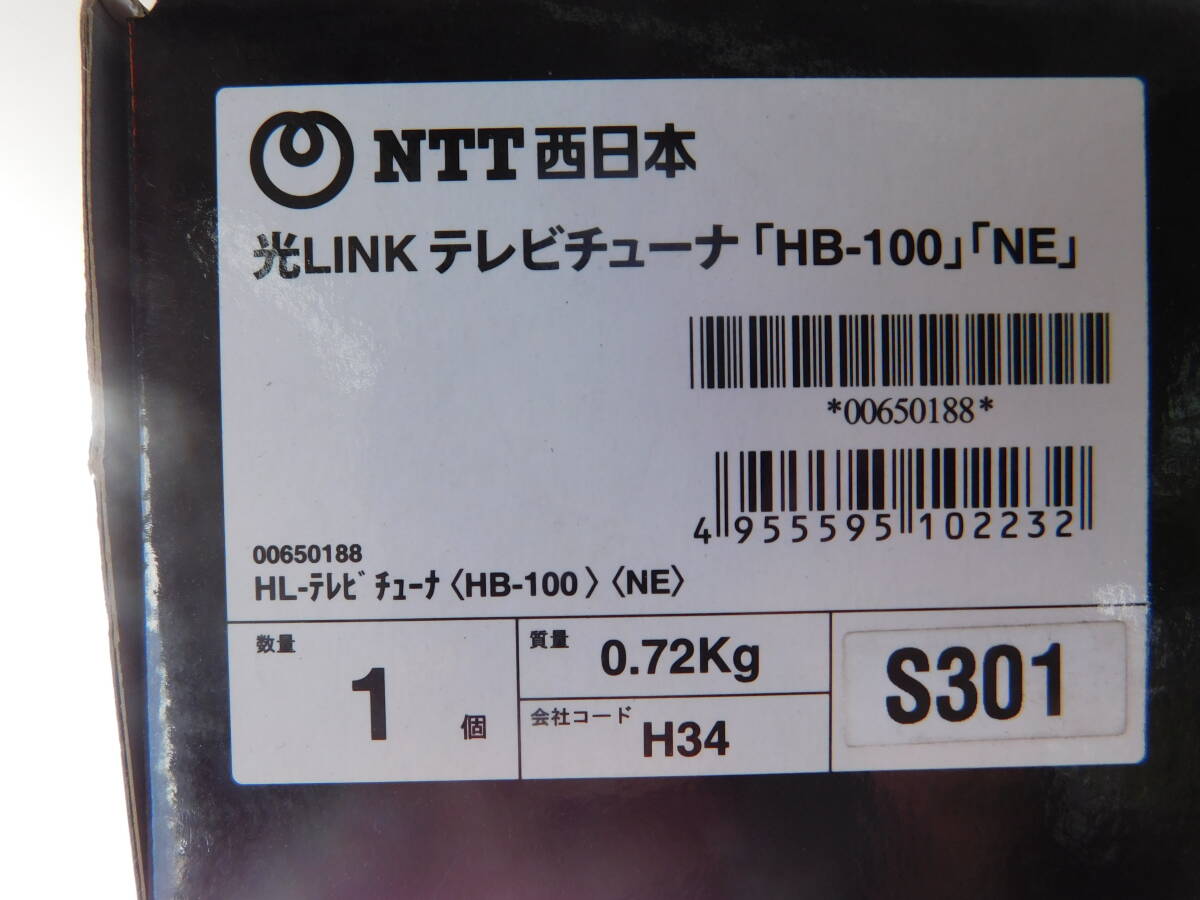 NTT西日本
光LINK テレビチューナ「HB-100」「NE」
*00650188*
4 955595 102232
00650188
HL-テレビチューナ〈HB-100〉〈NE〉
数量
1 個
質量
0.72Kg
会社コード
H34
S301